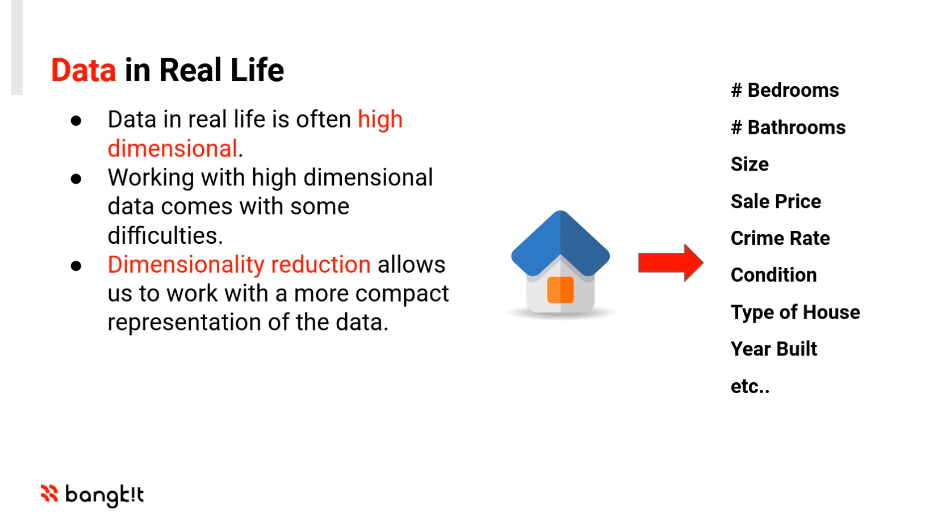 Data in Real Life
● Data in real life is often high
dimensional.
● Working with high dimensional
data comes with some
difficulties.
● Dimensionality reduction allows
us to work with a more compact
representation of the data.
# Bedrooms
# Bathrooms
Size
Sale Price
Crime Rate
Condition
Type of House
Year Built
etc..
bangk!t